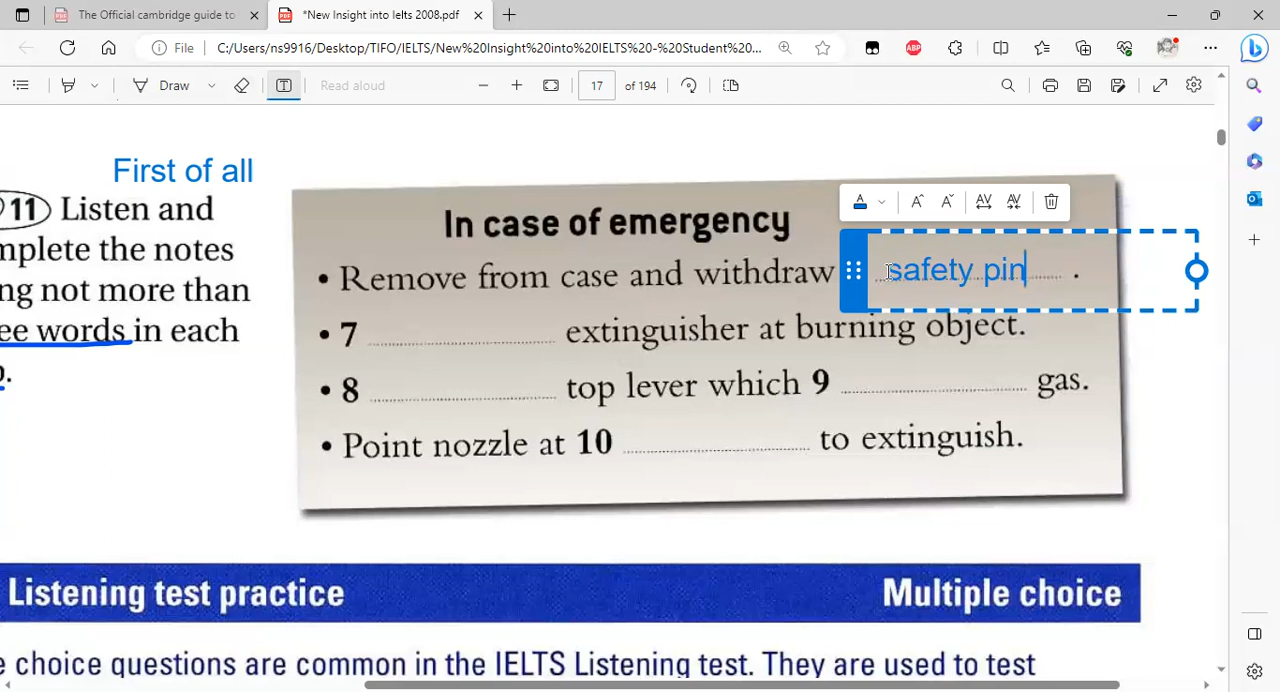 The Official cambridge guide to
*New Insight into Ielts 2008.pdf
File
C:/Users/ns9916/Desktop/TIFO/IELTS/New%20Insight%20into%20IELTS%20-%20Student%20...
Draw
Read aloud
17 of 194
First of all
11 Listen and
mplete the notes
ng not more than
ee words in each
In case of emergency
• Remove from case and withdraw safety pin .
• 7 extinguisher at burning object.
• 8 top lever which 9 gas.
• Point nozzle at 10 to extinguish.
Listening test practice Multiple choice
e choice questions are common in the IELTS Listening test. They are used to test